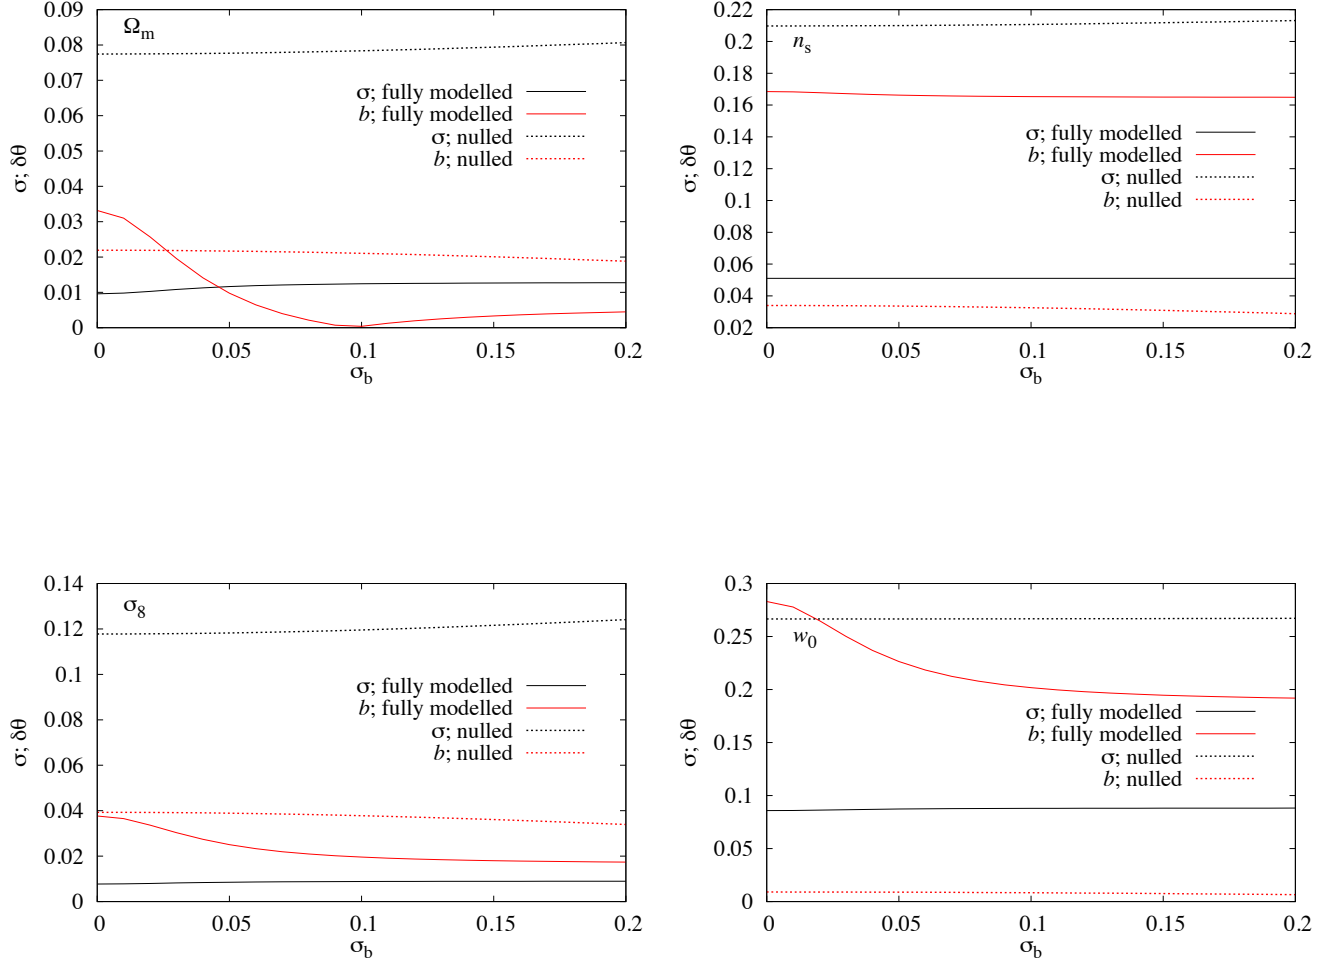 0.09
0.08
0.07
0.06
0.05
0.04
0.03
0.02
0.01
0
Ωm
σ; fully modelled
b; fully modelled
σ; nulled
b; nulled
σ; δθ
0 0.05 0.1 0.15 0.2
σb
0.22
0.2
0.18
0.16
0.14
0.12
0.1
0.08
0.06
0.04
0.02
ns
σ; fully modelled
b; fully modelled
σ; nulled
b; nulled
σ; δθ
0 0.05 0.1 0.15 0.2
σb
0.14
0.12
0.1
0.08
0.06
0.04
0.02
0
σ8
σ; fully modelled
b; fully modelled
σ; nulled
b; nulled
σ; δθ
0 0.05 0.1 0.15 0.2
σb
0.3
0.25
0.2
0.15
0.1
0.05
0
w0
σ; fully modelled
b; fully modelled
σ; nulled
b; nulled
σ; δθ
0 0.05 0.1 0.15 0.2
σb